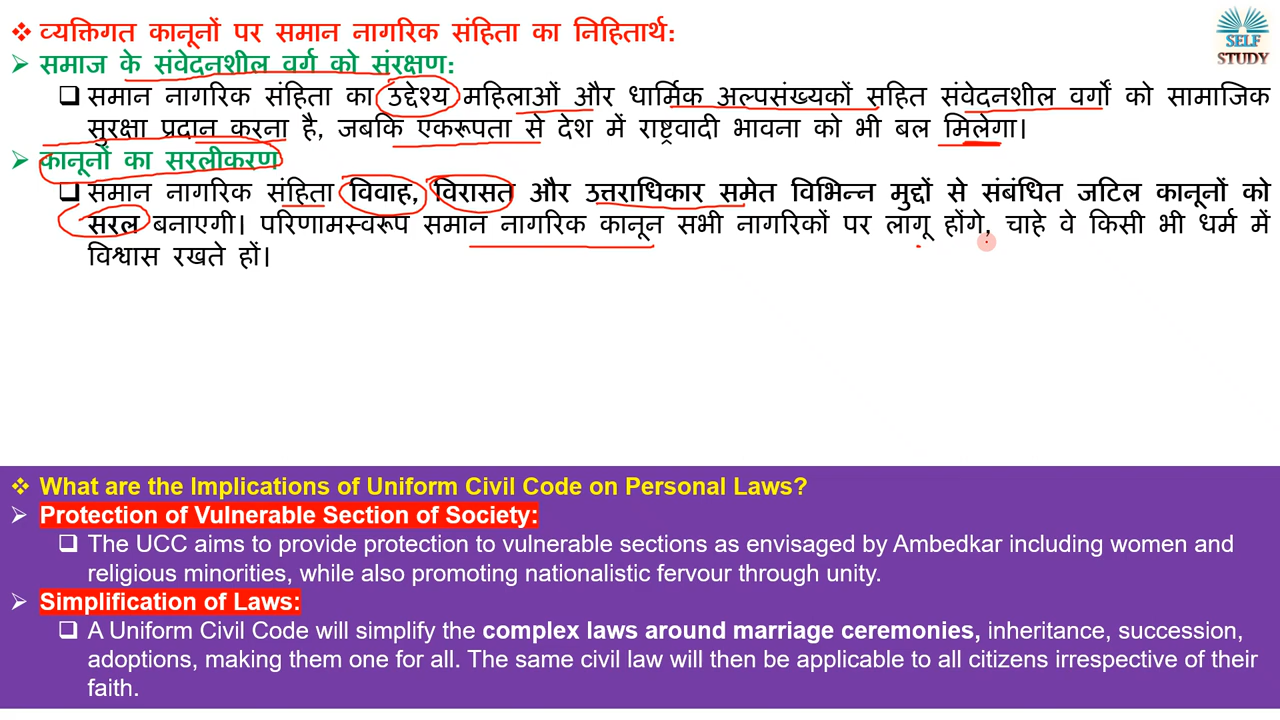 ❖ व्यक्तिगत कानूनों पर समान नागरिक संहिता का निहितार्थ:
➢ समाज के संवेदनशील वर्ग को संरक्षण:
❑ समान नागरिक संहिता का उद्देश्य महिलाओं और धार्मिक अल्पसंख्यकों सहित संवेदनशील वर्गों को सामाजिक
सुरक्षा प्रदान करना है, जबकि एकरूपता से देश में राष्ट्रवादी भावना को भी बल मिलेगा।
➢ कानूनों का सरलीकरण
❑ समान नागरिक संहिता विवाह, विरासत और उत्तराधिकार समेत विभिन्न मुद्दों से संबंधित जटिल कानूनों को
सरल बनाएगी। परिणामस्वरूप समान नागरिक कानून सभी नागरिकों पर लागू होंगे, चाहे वे किसी भी धर्म में
विश्वास रखते हों।
SELF
STUDY
❖ What are the Implications of Uniform Civil Code on Personal Laws?
➢ Protection of Vulnerable Section of Society:
❑ The UCC aims to provide protection to vulnerable sections as envisaged by Ambedkar including women and
religious minorities, while also promoting nationalistic fervour through unity.
➢ Simplification of Laws:
❑ A Uniform Civil Code will simplify the complex laws around marriage ceremonies, inheritance, succession,
adoptions, making them one for all. The same civil law will then be applicable to all citizens irrespective of their
faith.